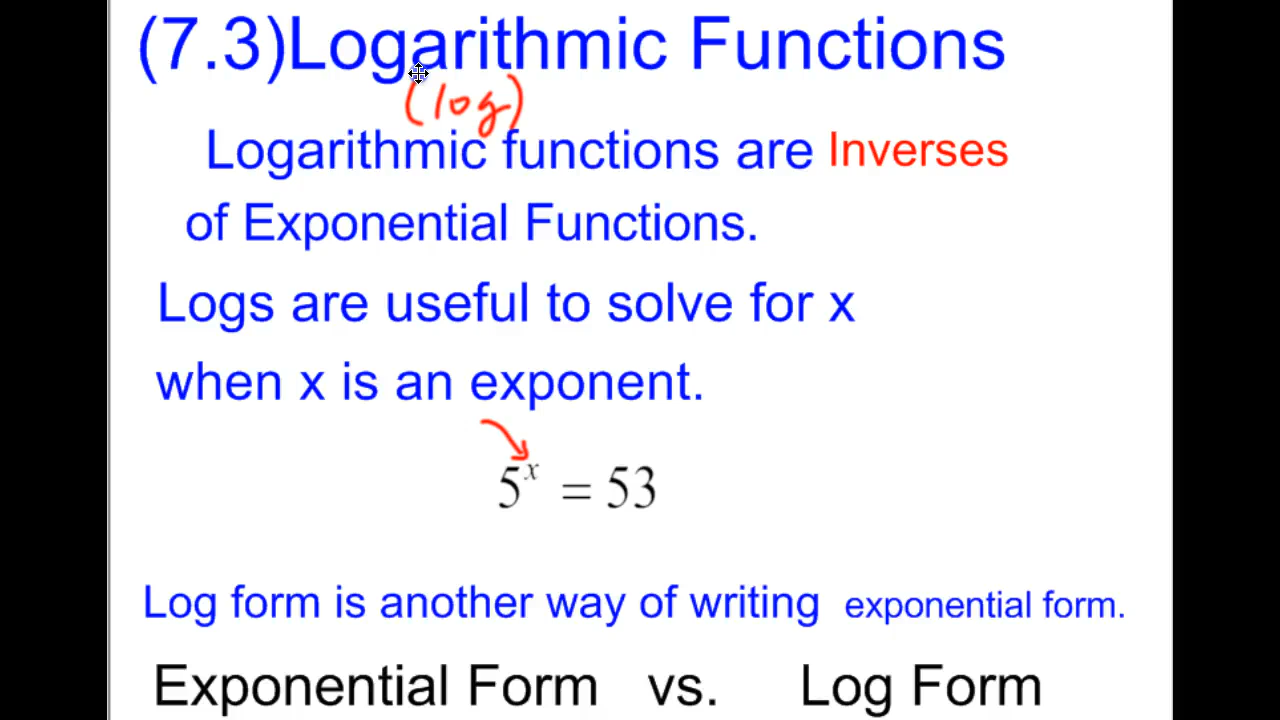 (7.3)Logarithmic Functions
(log)
Logarithmic functions are Inverses
of Exponential Functions.
Logs are useful to solve for x
when x is an exponent.
5ˣ = 53
Log form is another way of writing exponential form.
Exponential Form vs. Log Form